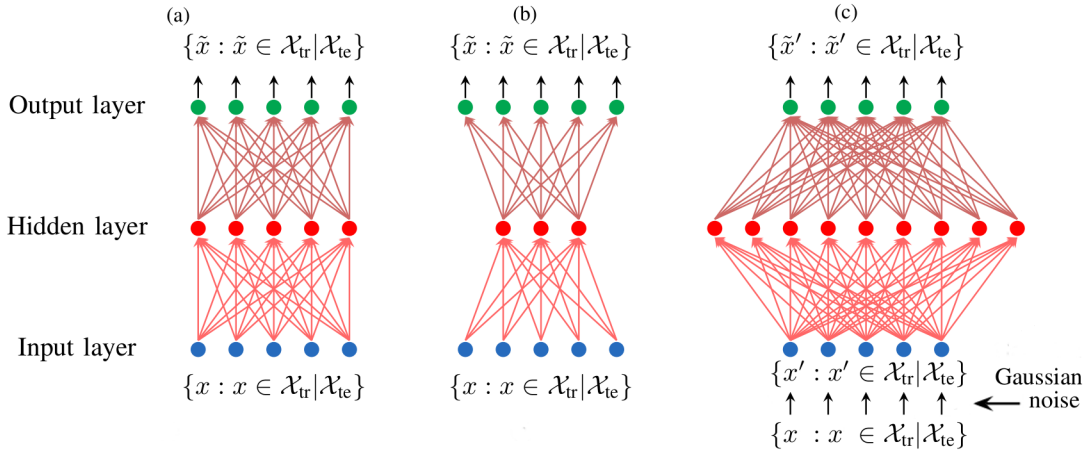 (a) (b) (c)
{x̃ : x̃ ∈ 𝒳tr|𝒳te} {x̃ : x̃ ∈ 𝒳tr|𝒳te} {x̃′ : x̃′ ∈ 𝒳tr|𝒳te}
Output layer
Hidden layer
Input layer
{x : x ∈ 𝒳tr|𝒳te} {x : x ∈ 𝒳tr|𝒳te} {x′ : x′ ∈ 𝒳tr|𝒳te}
Gaussian
noise
{x : x ∈ 𝒳tr|𝒳te}